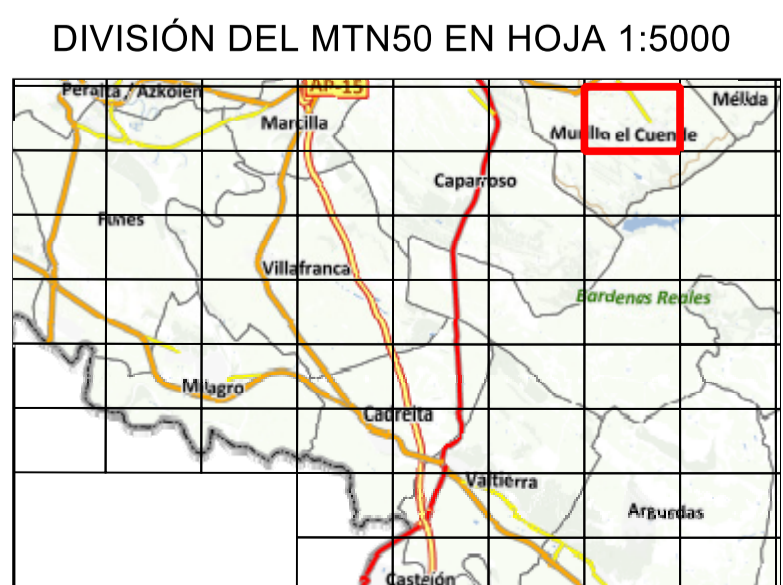 DIVISIÓN DEL MTN50 EN HOJA 1:5000
Peralta / Azkoien
AP-15
Mélida
Marcilla
Murillo el Cuende
Caparroso
Funes
Villafranca
Bardenas Reales
Milagro
Cadreita
Valtierra
Arguedas
Castejón